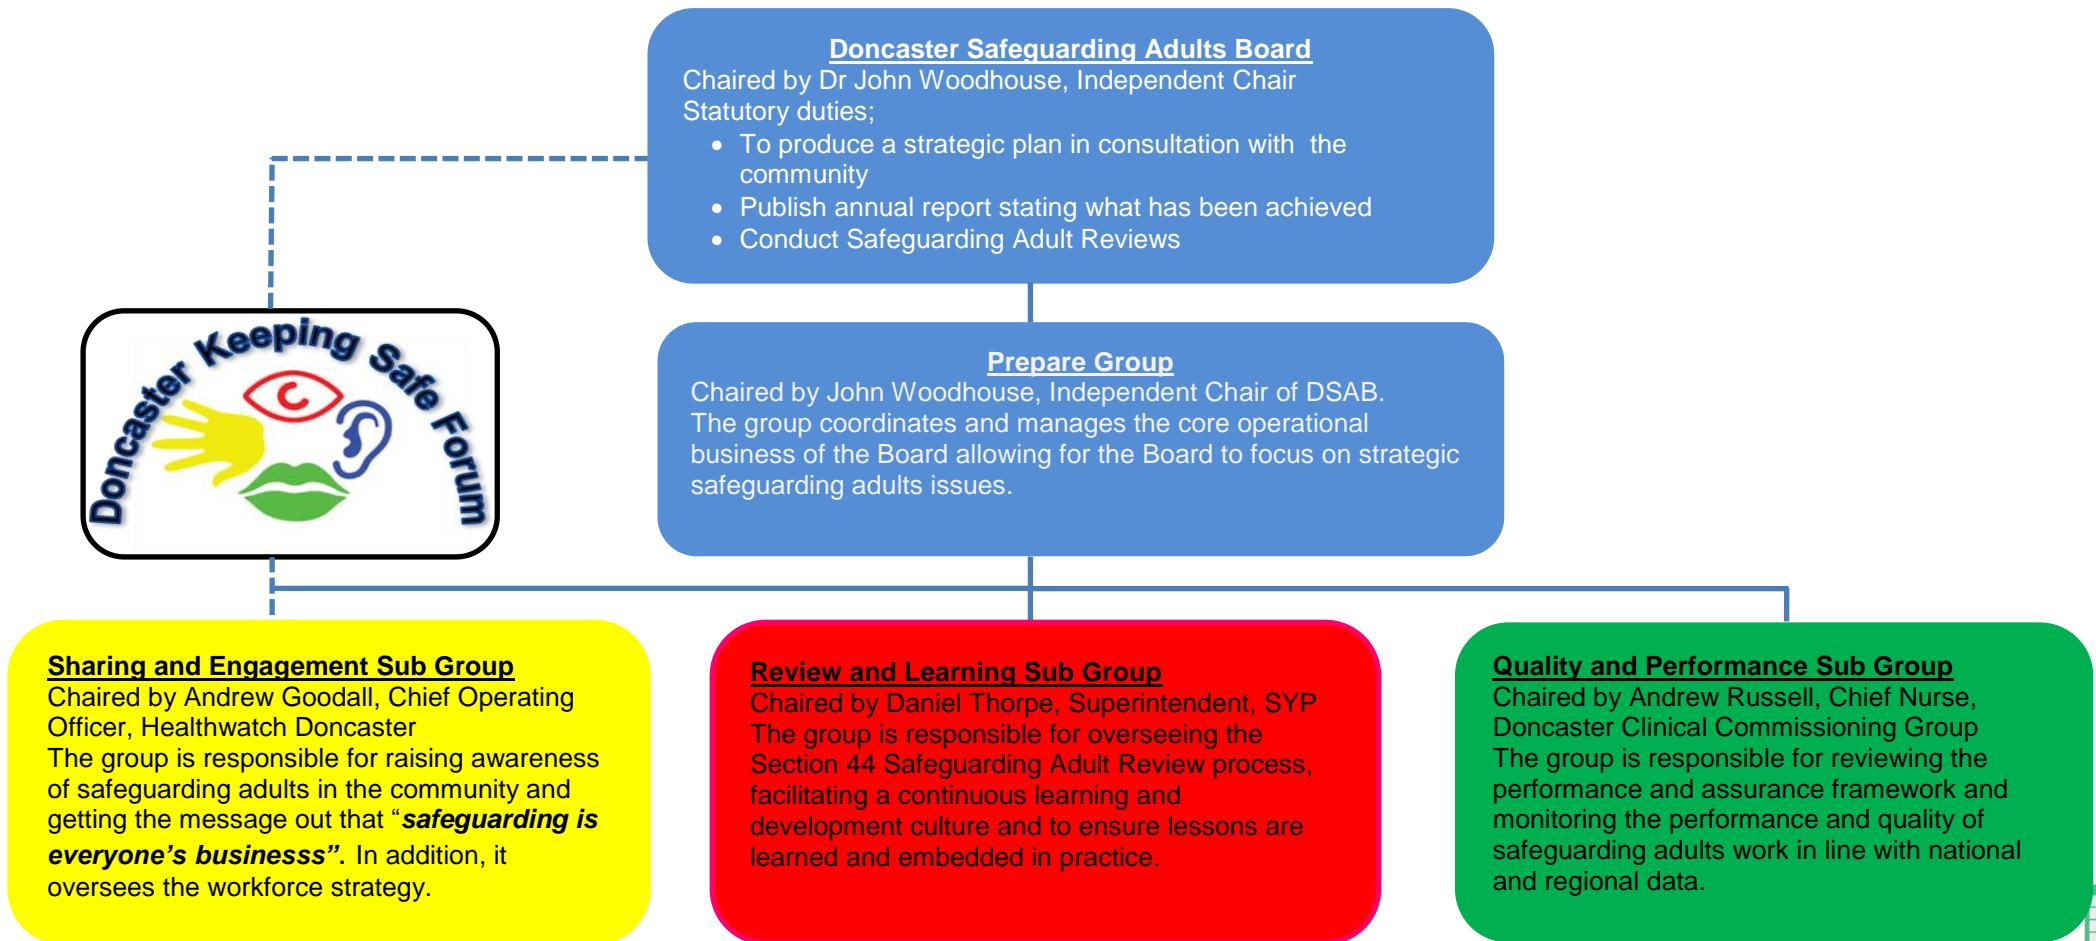 Doncaster Safeguarding Adults Board
Chaired by Dr John Woodhouse, Independent Chair
Statutory duties;
• To produce a strategic plan in consultation with  the
community
• Publish annual report stating what has been achieved
• Conduct Safeguarding Adult Reviews
Doncaster Keeping Safe Forum
Prepare Group
Chaired by John Woodhouse, Independent Chair of DSAB.
The group coordinates and manages the core operational
business of the Board allowing for the Board to focus on strategic
safeguarding adults issues.
Sharing and Engagement Sub Group
Chaired by Andrew Goodall, Chief Operating
Officer, Healthwatch Doncaster
The group is responsible for raising awareness
of safeguarding adults in the community and
getting the message out that “safeguarding is
everyone’s businesss”. In addition, it
oversees the workforce strategy.
Review and Learning Sub Group
Chaired by Daniel Thorpe, Superintendent, SYP
The group is responsible for overseeing the
Section 44 Safeguarding Adult Review process,
facilitating a continuous learning and
development culture and to ensure lessons are
learned and embedded in practice.
Quality and Performance Sub Group
Chaired by Andrew Russell, Chief Nurse,
Doncaster Clinical Commissioning Group
The group is responsible for reviewing the
performance and assurance framework and
monitoring the performance and quality of
safeguarding adults work in line with national
and regional data.